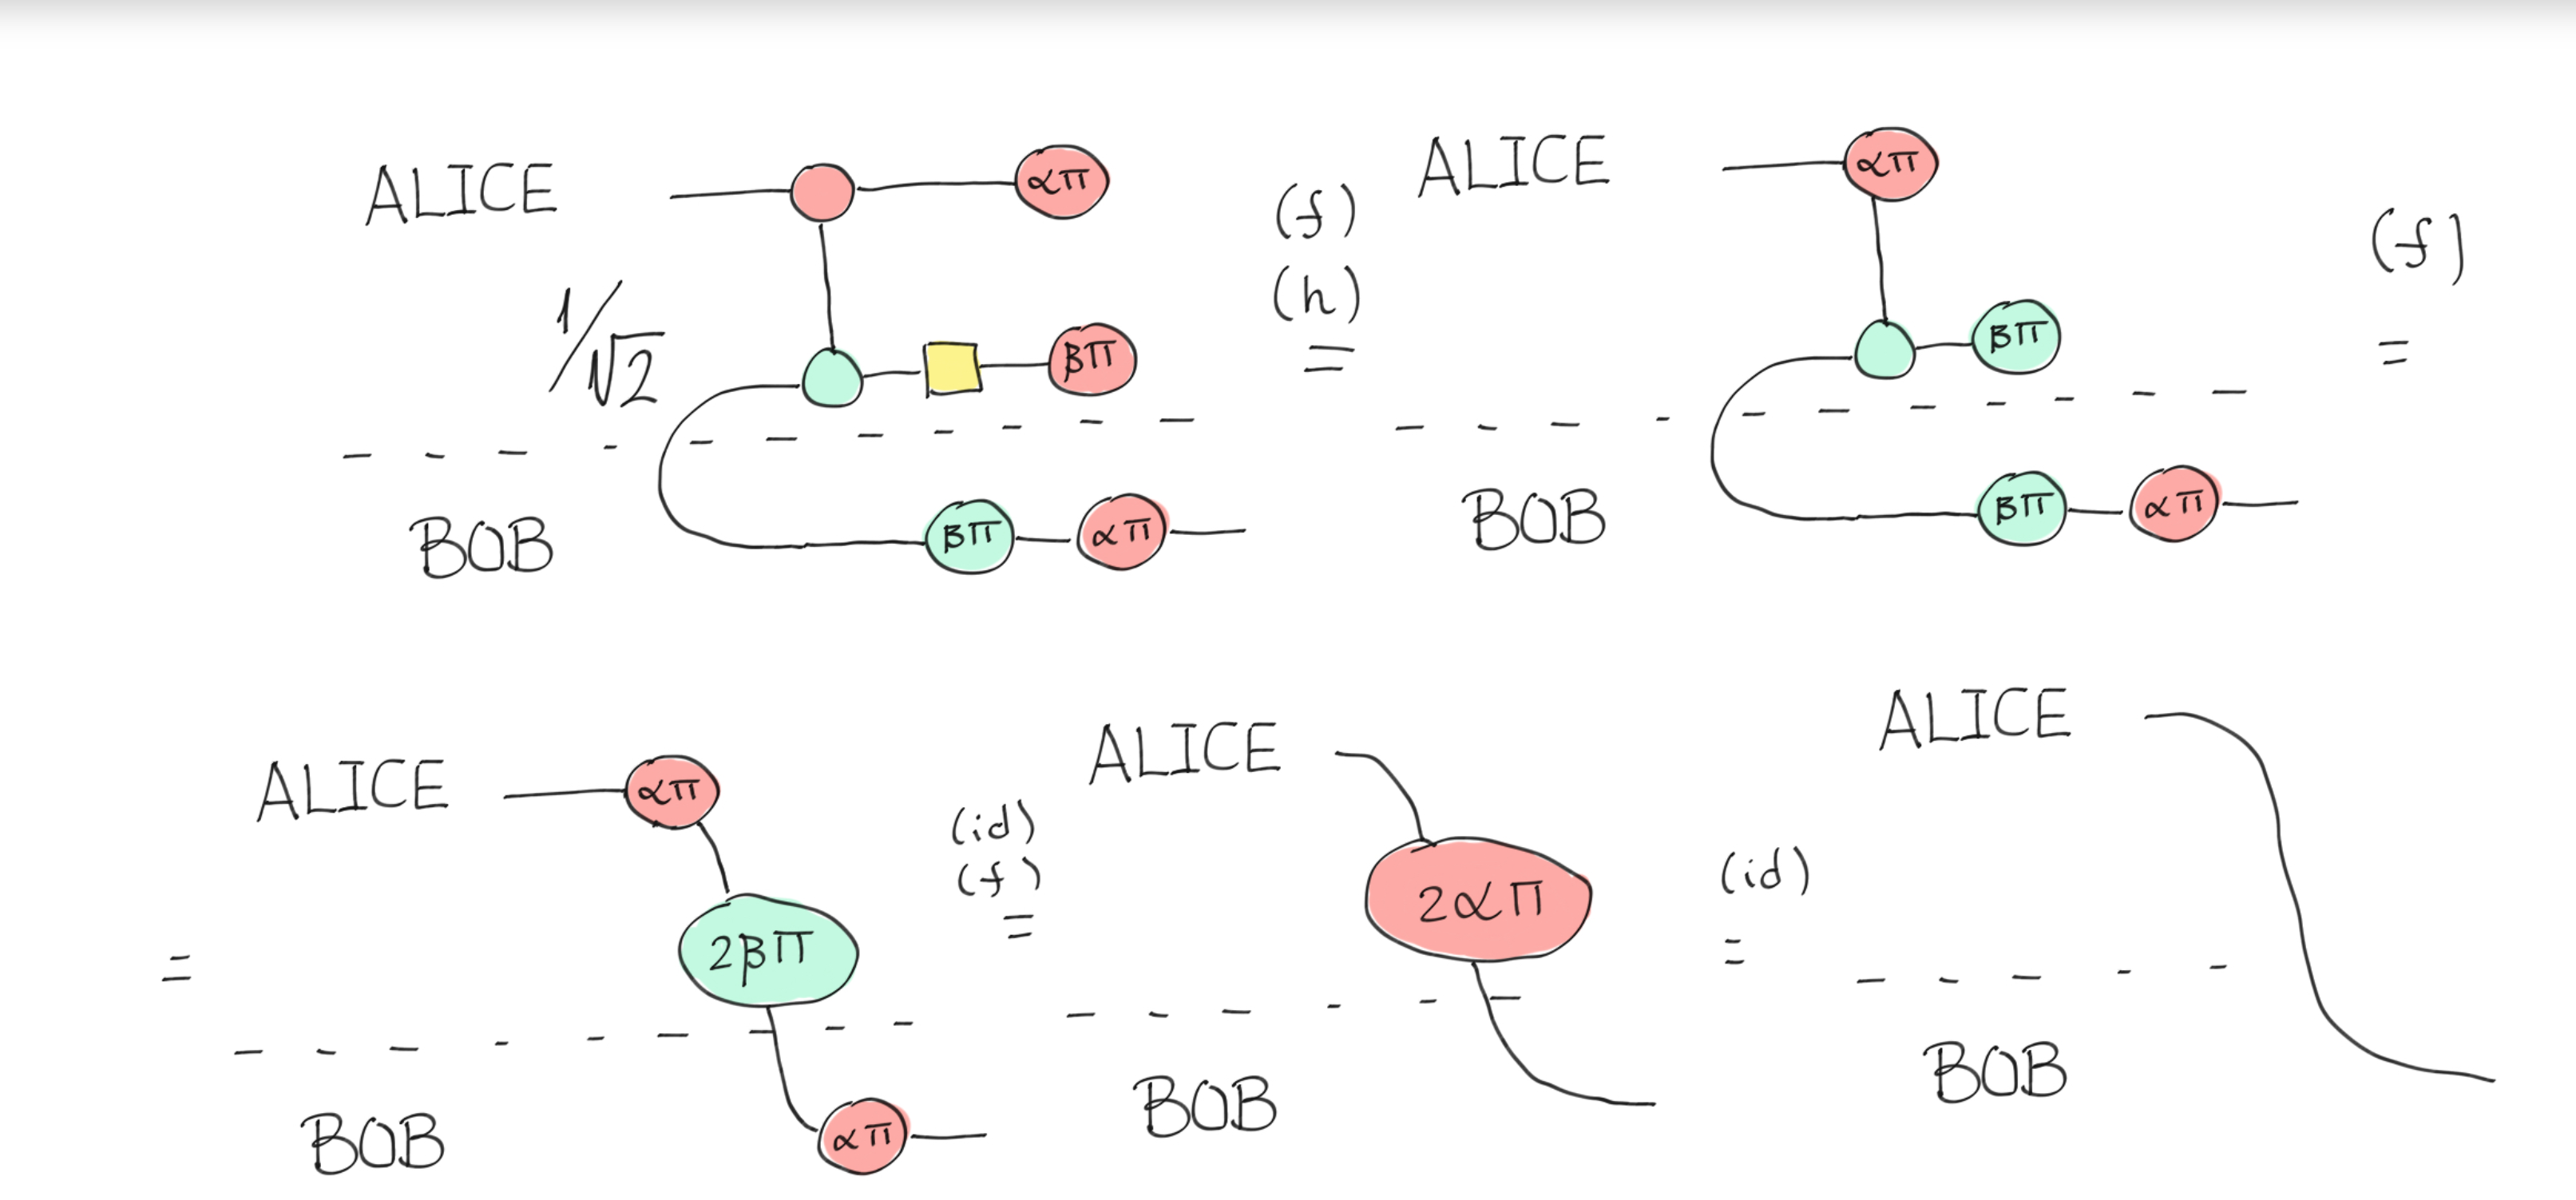 ALICE
απ
1/√2
βπ
BOB
βπ
απ
(f)
(h)
=
ALICE
απ
βπ
BOB
βπ
απ
(f)
=
=
ALICE
απ
2βπ
BOB
απ
(id)
(f)
=
ALICE
2απ
BOB
(id)
=
ALICE
BOB